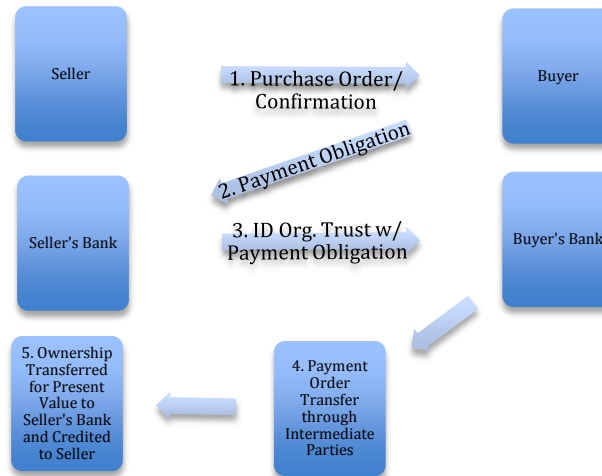 Seller
1. Purchase Order/
Confirmation
Buyer
2. Payment Obligation
Seller's Bank
3. ID Org. Trust w/
Payment Obligation
Buyer's Bank
5. Ownership
Transferred
for Present
Value to
Seller's Bank
and Credited
to Seller
4. Payment
Order
Transfer
through
Intermediate
Parties